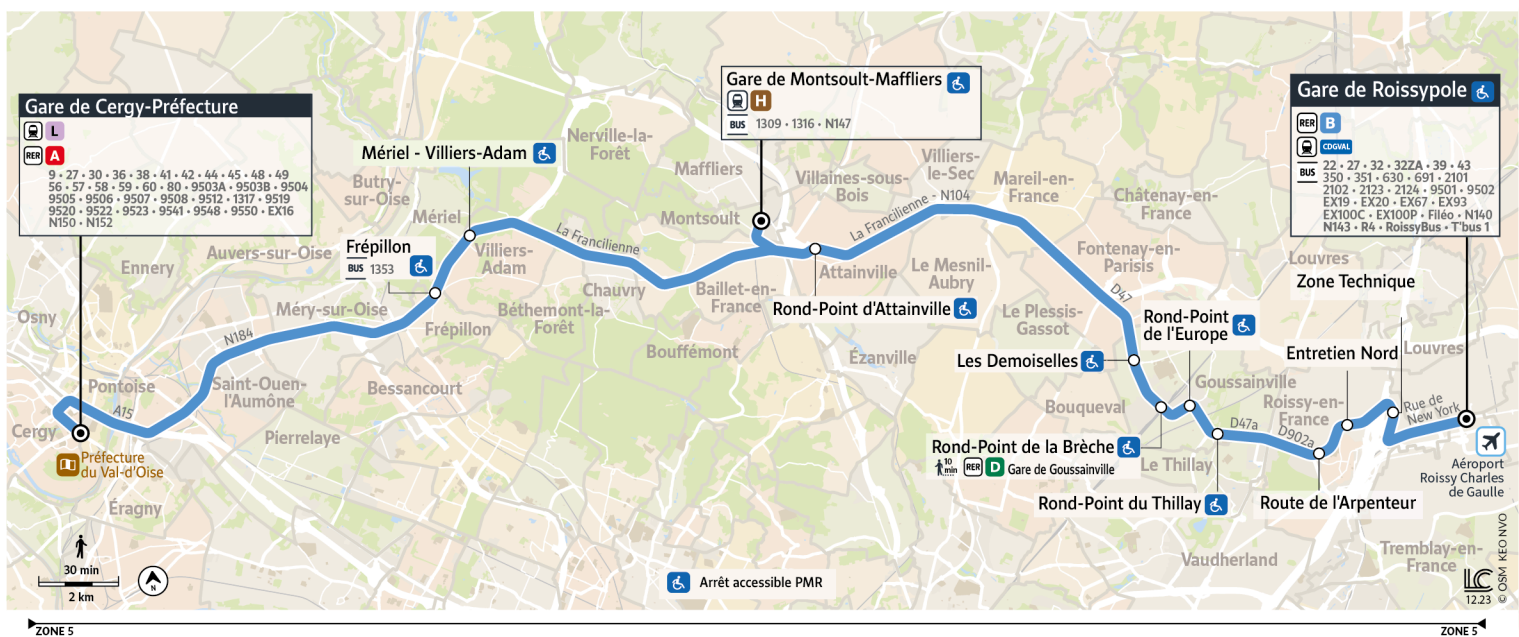 Gare de Cergy-Préfecture
L
RER A
9 • 27 • 30 • 36 • 38 • 41 • 42 • 44 • 45 • 48 • 49
56 • 57 • 58 • 59 • 60 • 80 • 9503A • 9503B • 9504
9505 • 9506 • 9507 • 9508 • 9512 • 1317 • 9519
9520 • 9522 • 9523 • 9541 • 9548 • 9550 • EX16
N150 • N152
Gare de Montsoult-Maffliers
H
BUS 1309 • 1316 • N147
Gare de Roissypole
RER B
CDGVAL
BUS
22 • 27 • 32 • 32ZA • 39 • 43
350 • 351 • 630 • 691 • 2101
2102 • 2123 • 2124 • 9501 • 9502
EX19 • EX20 • EX67 • EX93
EX100C • EX100P • Filéo • N140
N143 • R4 • RoissyBus • T'bus 1
Mériel - Villiers-Adam
Nerville-la-
Forêt
Maffliers
Villaines-sous-
Bois
Villiers-
le-Sec
Mareil-en-
France
Châtenay-en-
France
Butry-
sur-Oise
Mériel
Montsoult
La Francilienne - N104
La Francilienne
Frépillon
BUS 1353
Villiers-
Adam
Auvers-sur-Oise
Ennery
Fontenay-en-
Parisis
Louvres
Zone Technique
Attainville
Le Mesnil-
Aubry
Chauvry
Baillet-en-
France
D47
Rond-Point d'Attainville
Méry-sur-Oise
Béthemont-la-
Forêt
Frépillon
Osny
N184
Le Plessis-
Gassot
Rond-Point
de l'Europe
Bouffémont
Ézanville
Les Demoiselles
Entretien Nord
Louvres
Pontoise
Saint-Ouen-
l'Aumône
Bessancourt
Goussainville
Roissy-en-
France
Rue de
New York
Bouqueval
A15
Cergy
Pierrelaye
D47a
D902a
Rond-Point de la Brèche
10
min
RER D Gare de Goussainville
Le Thillay
Préfecture
du Val-d'Oise
Aéroport
Roissy Charles
de Gaulle
Rond-Point du Thillay
Route de l'Arpenteur
Éragny
Vaudherland
Tremblay-en-
France
30 min
2 km
N
Arrêt accessible PMR
LC
12.23
© OSM KEONVO
ZONE 5
ZONE 5